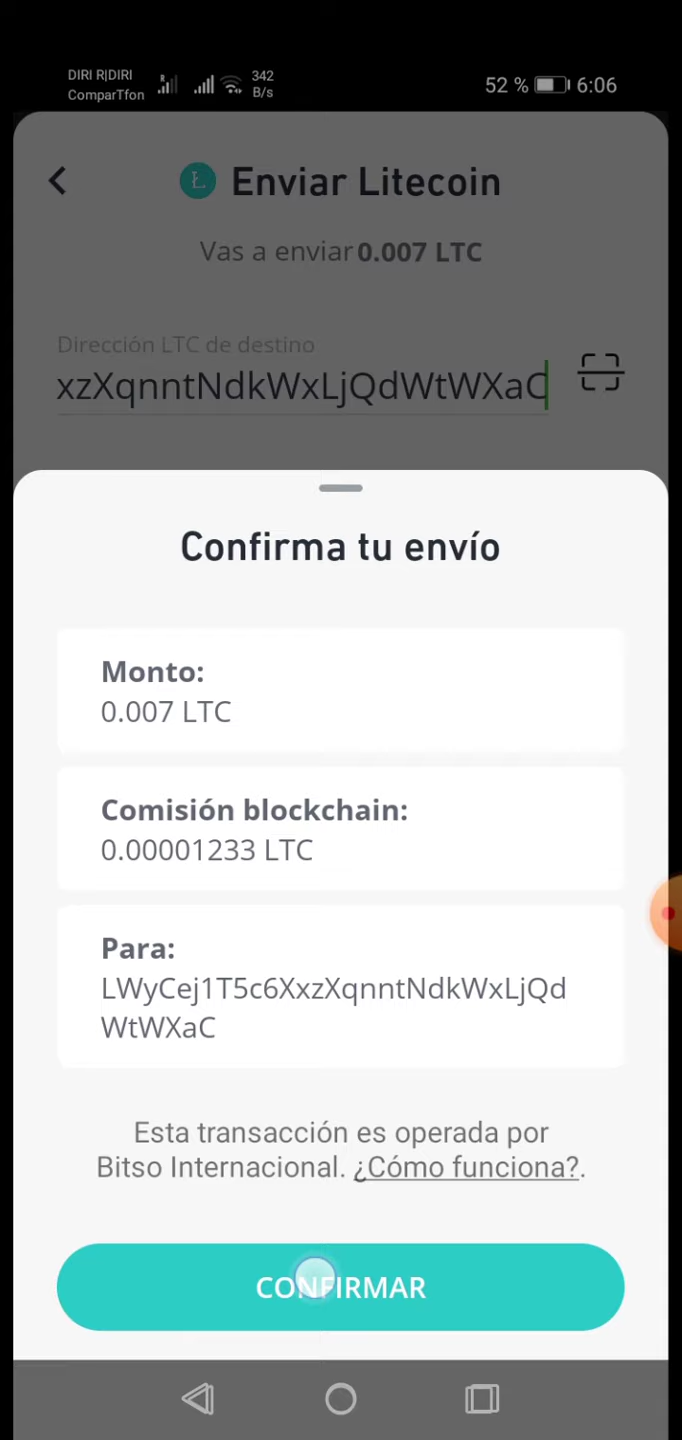 DIRI R|DIRI
ComparTfon
R
342
B/s
52 %
6:06
Ł Enviar Litecoin
Vas a enviar 0.007 LTC
Dirección LTC de destino
xzXqnntNdkWxLjQdWtWXaC
Confirma tu envío
Monto:
0.007 LTC
Comisión blockchain:
0.00001233 LTC
Para:
LWyCej1T5c6XxzXqnntNdkWxLjQd
WtWXaC
Esta transacción es operada por
Bitso Internacional. ¿Cómo funciona?.
CONFIRMAR